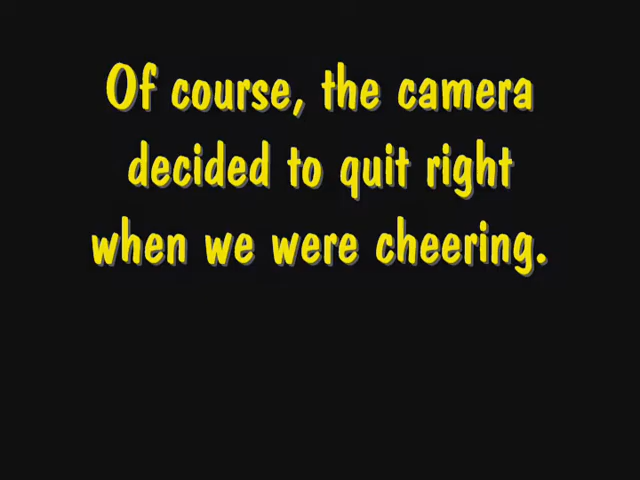 Of course, the camera
decided to quit right
when we were cheering.